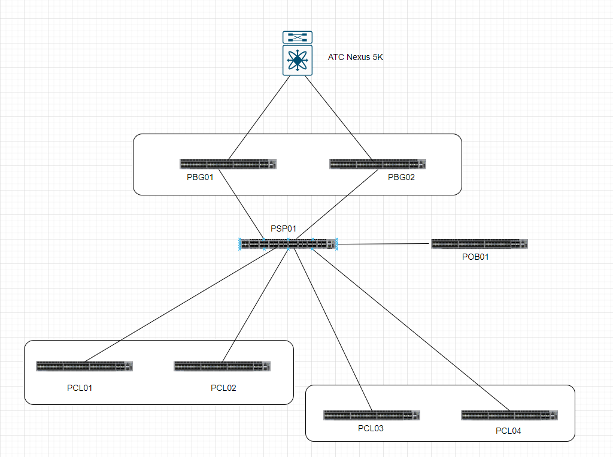 ATC Nexus 5K
PBG01
PBG02
PSP01
POB01
PCL01
PCL02
PCL03
PCL04